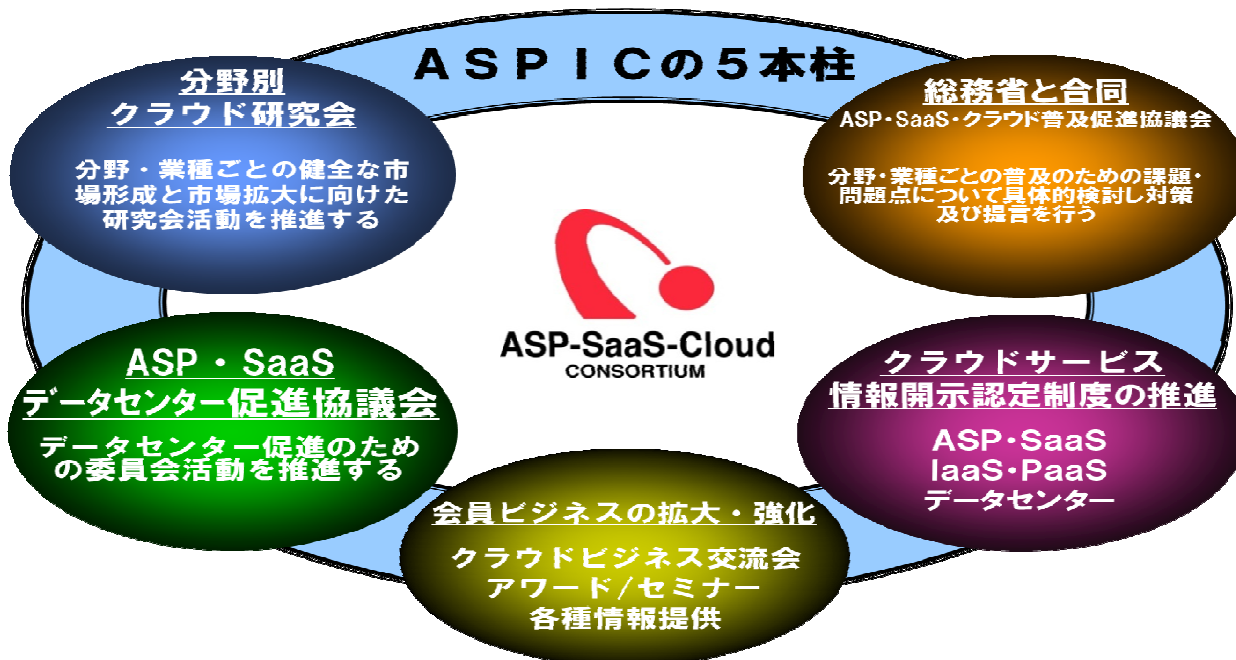 ASPICの5本柱
分野別
クラウド研究会
分野・業種ごとの健全な市
場形成と市場拡大に向けた
研究会活動を推進する
総務省と合同
ASP・SaaS・クラウド普及促進協議会
分野・業種ごとの普及のための課題・
問題点について具体的検討し対策
及び提言を行う
ASP-SaaS-Cloud
CONSORTIUM
ASP・SaaS
データセンター促進協議会
データセンター促進のため
の委員会活動を推進する
クラウドサービス
情報開示認定制度の推進
ASP・SaaS
IaaS・PaaS
データセンター
会員ビジネスの拡大・強化
クラウドビジネス交流会
アワード/セミナー
各種情報提供